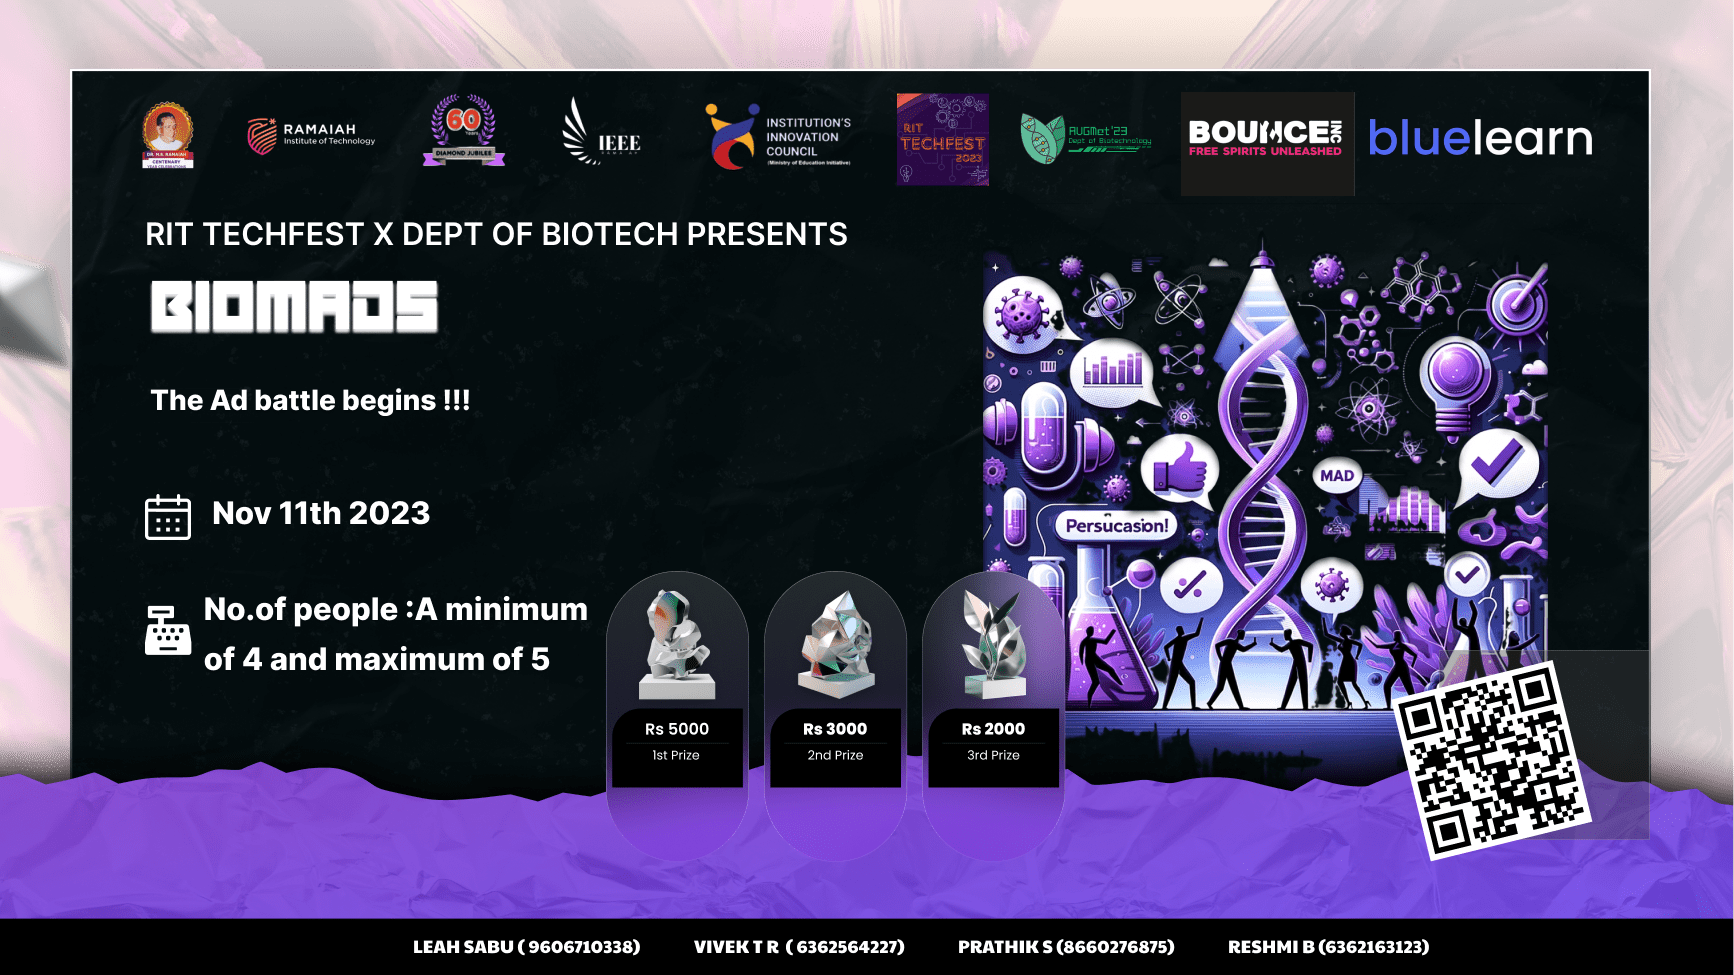 DR. M.S. RAMAIAH
CENTENARY
YEAR CELEBRATIONS
RAMAIAH
Institute of Technology
60
Years
DIAMOND JUBILEE
IEEE
INSTITUTION'S
INNOVATION
COUNCIL
(Ministry of Education Initiative)
RIT
TECHFEST
2023
AUGMet'23
Dept of Biotechnology
BOUNCE INC
FREE SPIRITS UNLEASHED
bluelearn
RIT TECHFEST X DEPT OF BIOTECH PRESENTS
BIOMADS
The Ad battle begins !!!
Nov 11th 2023
No.of people :A minimum
of 4 and maximum of 5
MAD
Persucasion!
Rs 5000
1st Prize
Rs 3000
2nd Prize
Rs 2000
3rd Prize
LEAH SABU ( 9606710338) VIVEK T R ( 6362564227) PRATHIK S (8660276875) RESHMI B (6362163123)